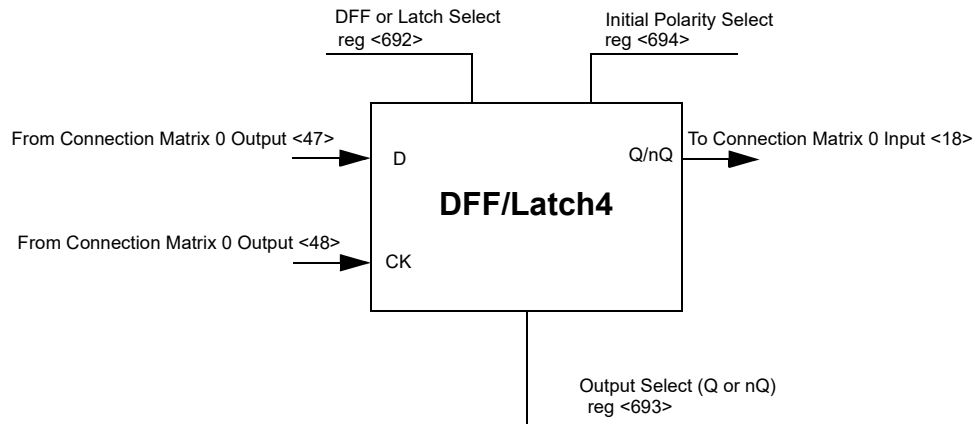 DFF or Latch Select
reg <692>
Initial Polarity Select
reg <694>
From Connection Matrix 0 Output <47>
D
Q/nQ
To Connection Matrix 0 Input <18>
DFF/Latch4
From Connection Matrix 0 Output <48>
CK
Output Select (Q or nQ)
reg <693>